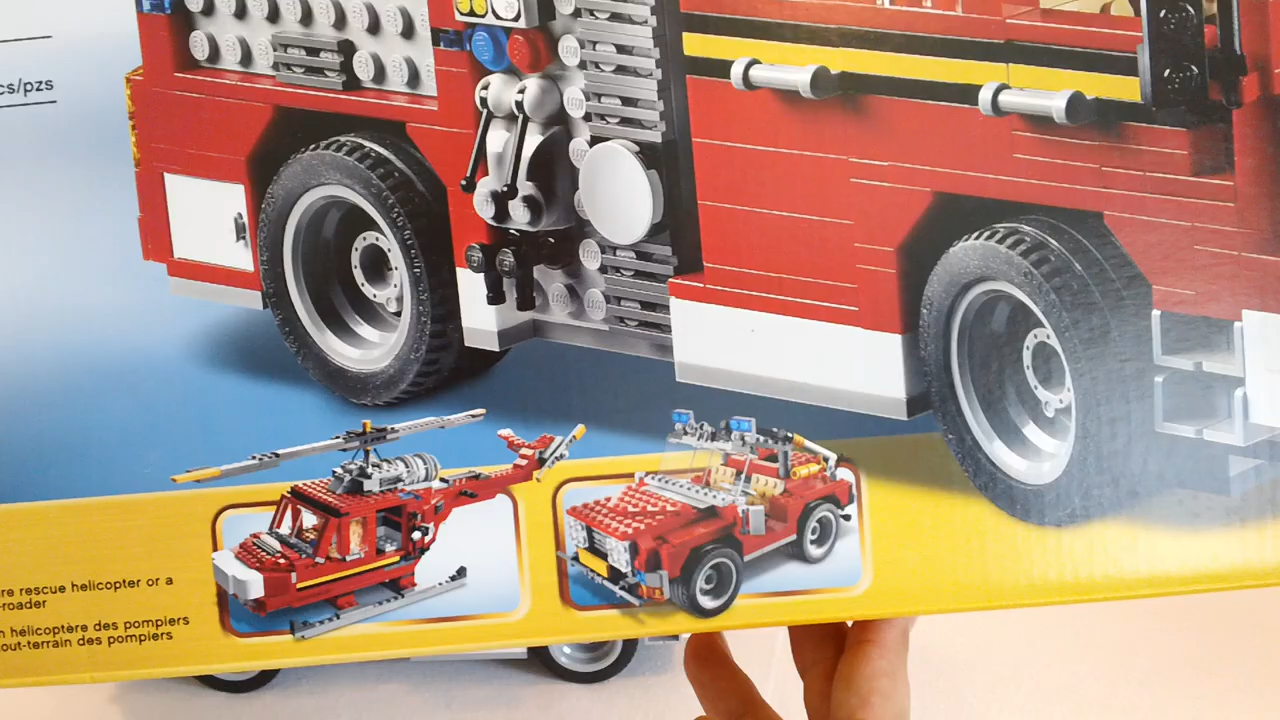 cs/pzs
re rescue helicopter or a
-roader
n hélicoptère des pompiers
out-terrain des pompiers